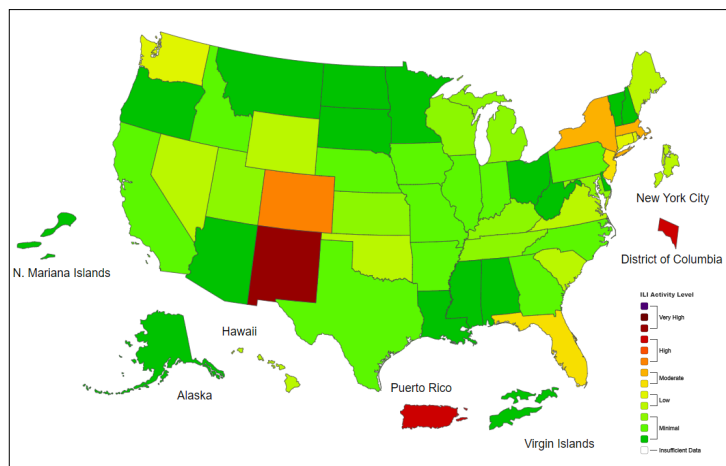 New York City
District of Columbia
N. Mariana Islands
ILI Activity Level
Very High
High
Moderate
Low
Minimal
Insufficient Data
Hawaii
Alaska
Puerto Rico
Virgin Islands